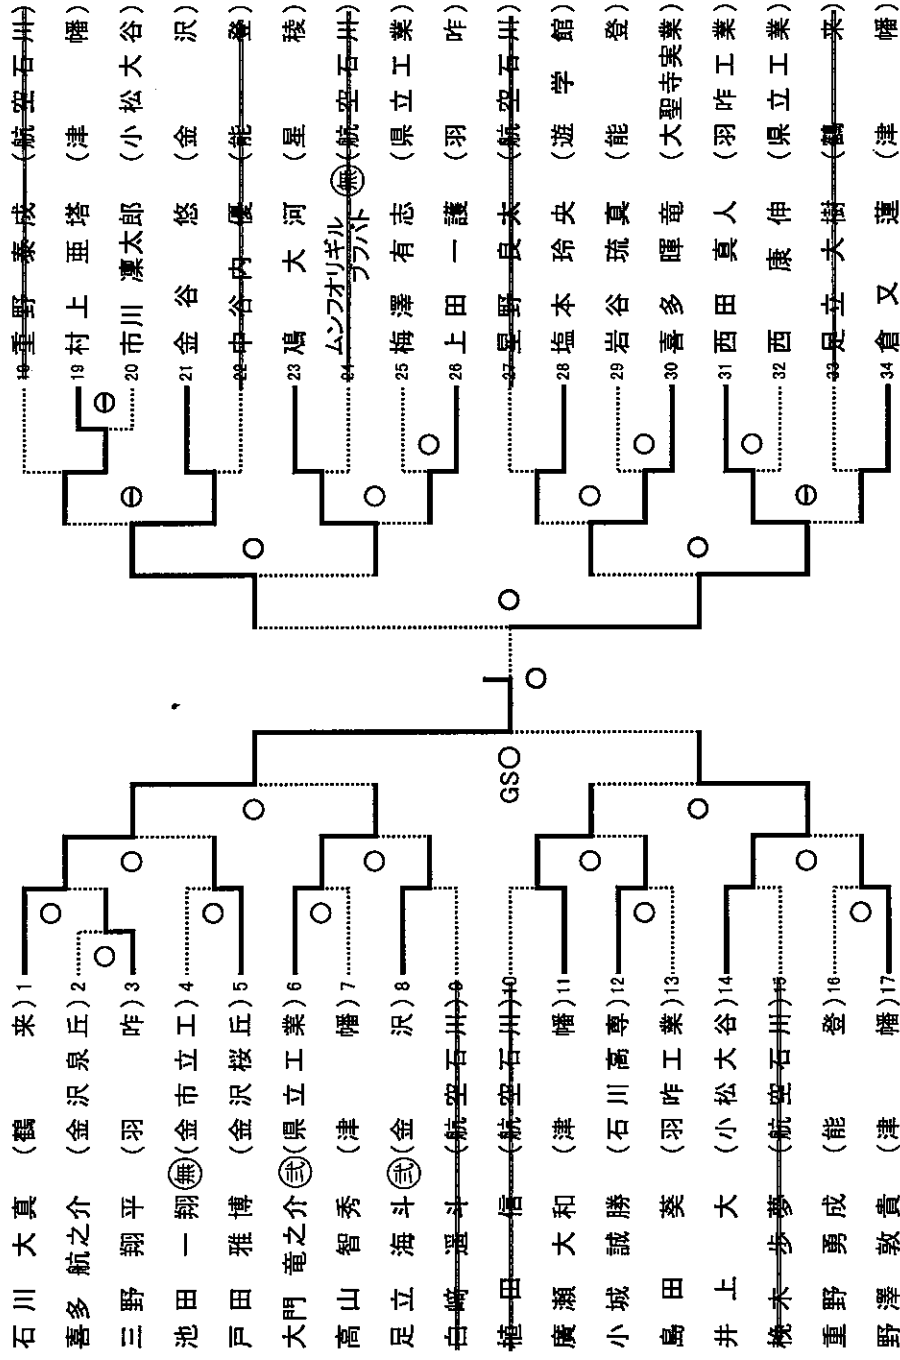 石川 大真 (鶴来) 1
喜多 航之介 (金沢泉丘) 2
三野 翔平 (羽咋) 3
池田 一翔 ㊀無 (金市立工) 4
戸田 雅博 (金沢桜丘) 5
大門 竜之介 弐 (県立工業) 6
高山 智秀 (津幡) 7
足立 海斗 弐 (金沢) 8
白﨑 遥斗 (航空石川) 9
植田 信 (航空石川) 10
廣瀬 大和 (津幡) 11
小城 誠勝 (石川高専) 12
島田 葵 (羽咋工業) 13
井上 大 (小松大谷) 14
歩夢 (航空石川) 15
重野 勇成 (能登) 16
野澤 敦貴 (津幡) 17
GS
18 重野 泰成 (航空石川)
19 村上 亜塔 (津幡)
20 市川 凛太郎 (小松大谷)
21 金谷 悠 (金沢)
22 中谷内 優 (能登)
23 大河 (星稜)
24 ムンフオリギル ブッバト 無 (航空石川)
25 梅澤 有志 (県立工業)
26 上田 一護 (羽咋)
27 星野 良太 (航空石川)
28 塩本 玲央 (遊学館)
29 岩谷 琉真 (能登)
30 喜多 暉竜 (大聖寺実業)
31 西田 真人 (羽咋工業)
32 西 康伸 (県立工業)
33 足立 大樹 (鶴来)
34 倉又 蓮 (津幡)